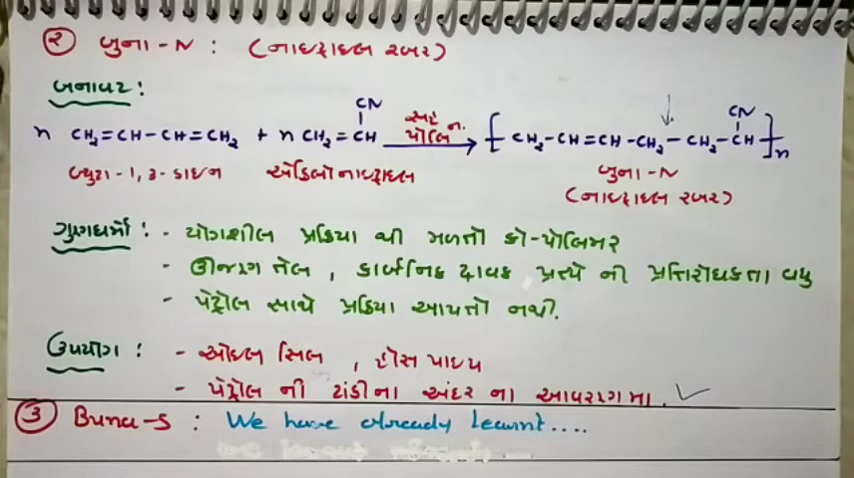 ② બુના-N : (નાઇટ્રાઇલ રબર)
બનાવટ :
n CH₂=CH-CH=CH₂ + n CH₂=CH(CN) → [CH₂-CH=CH-CH₂-CH₂-CH(CN)]n
બ્યુટા-1,3-ડાઇન એક્રિલોનાઇટ્રાઇલ બુના-N
(નાઇટ્રાઇલ રબર)
ગુણધર્મો : - યોગશીલ પ્રક્રિયા થી મળતો કો-પોલિમર
- ઊંજણ તેલ , કાર્બનિક દ્રાવક પ્રત્યે ની પ્રતિરોધકતા વધુ
- પેટ્રોલ સાથે પ્રક્રિયા આપતો નથી.
ઉપયોગ : - ઓઇલ સિલ , હોસ પાઇપ
- પેટ્રોલ ની ટાંકીના અંદર ના આવરણ મા.
③ Buna-S : We have already learnt....